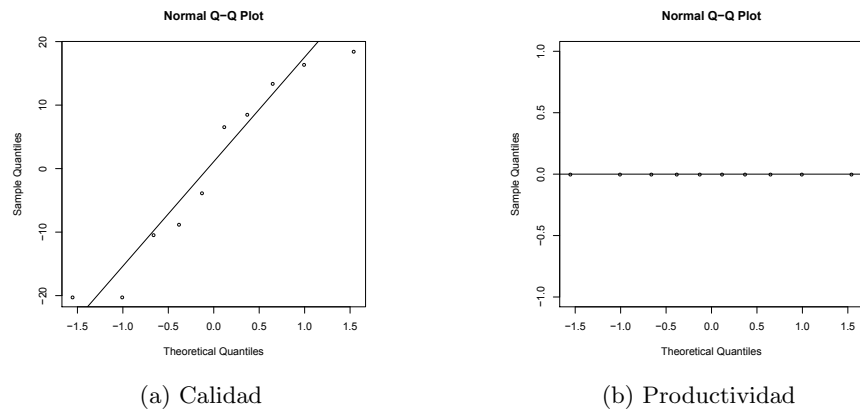 Normal Q−Q Plot
Sample Quantiles
20
10
0
−10
−20
−1.5 −1.0 −0.5 0.0 0.5 1.0 1.5
Theoretical Quantiles
(a) Calidad
Normal Q−Q Plot
Sample Quantiles
1.0
0.5
0.0
−0.5
−1.0
−1.5 −1.0 −0.5 0.0 0.5 1.0 1.5
Theoretical Quantiles
(b) Productividad